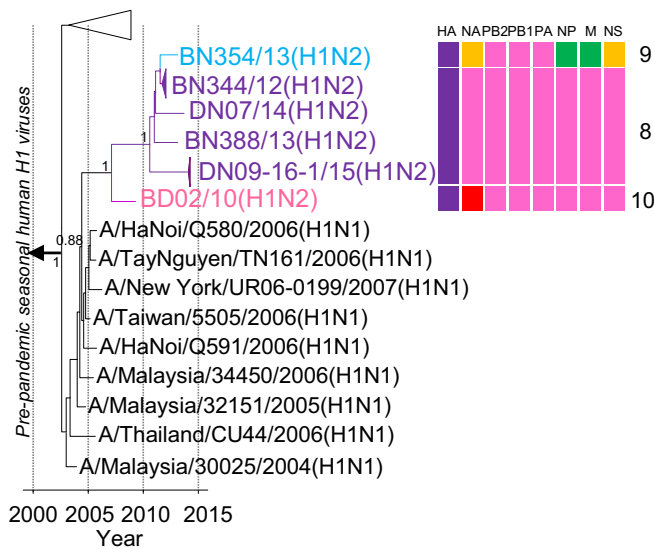 HA NA PB2 PB1 PA NP M NS
BN354/13(H1N2)
9
BN344/12(H1N2)
DN07/14(H1N2)
8
1
BN388/13(H1N2)
1
DN09-16-1/15(H1N2)
BD02/10(H1N2)
10
A/HaNoi/Q580/2006(H1N1)
0.88
A/TayNguyen/TN161/2006(H1N1)
1
A/New York/UR06-0199/2007(H1N1)
A/Taiwan/5505/2006(H1N1)
A/HaNoi/Q591/2006(H1N1)
A/Malaysia/34450/2006(H1N1)
A/Malaysia/32151/2005(H1N1)
A/Thailand/CU44/2006(H1N1)
A/Malaysia/30025/2004(H1N1)
Pre-pandemic seasonal human H1 viruses
2000 2005 2010 2015
Year